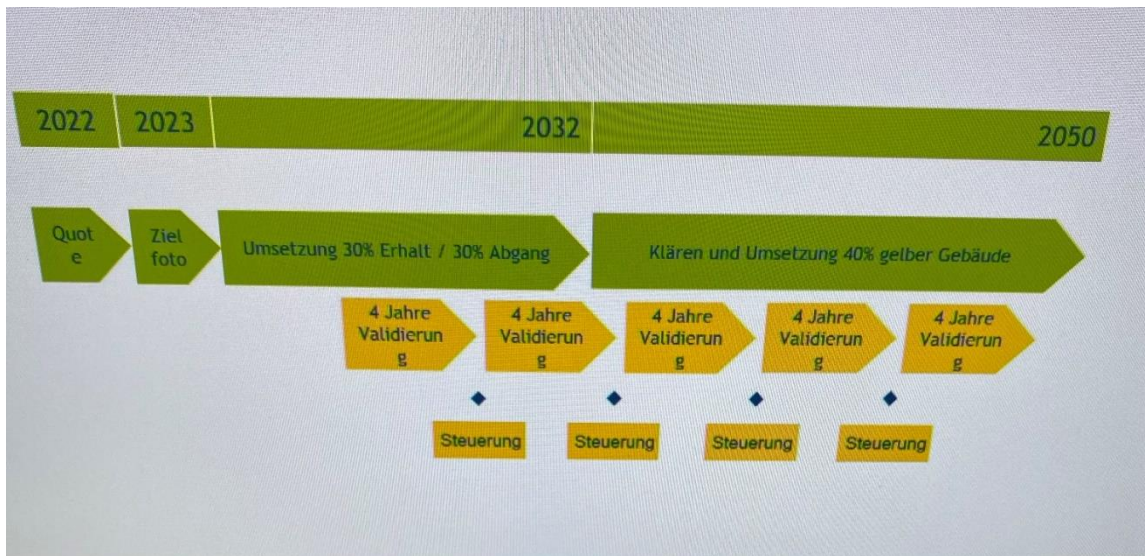 2022 2023 2032 2050
Quot
e
Ziel
foto
Umsetzung 30% Erhalt / 30% Abgang
Klären und Umsetzung 40% gelber Gebäude
4 Jahre
Validierun
g
4 Jahre
Validierun
g
4 Jahre
Validierun
g
4 Jahre
Validierun
g
4 Jahre
Validierun
g
Steuerung
Steuerung
Steuerung
Steuerung